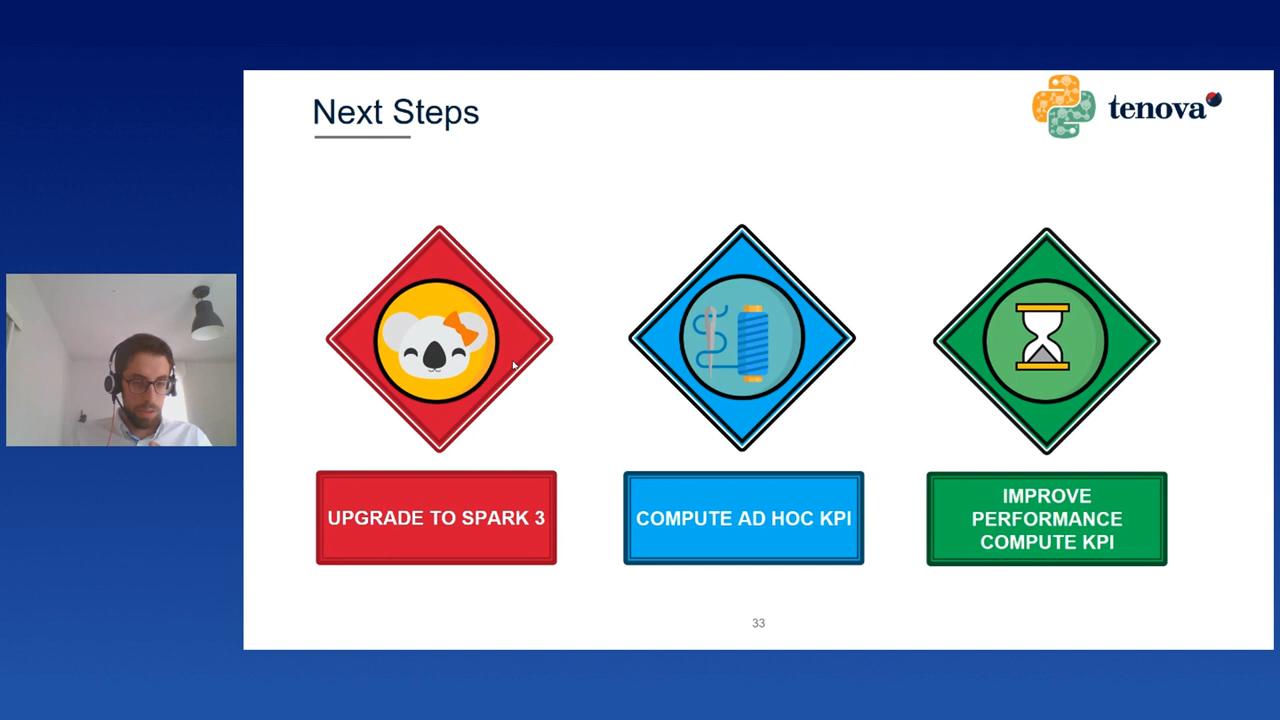 Next Steps
tenova
UPGRADE TO SPARK 3
COMPUTE AD HOC KPI
IMPROVE
PERFORMANCE
COMPUTE KPI
33